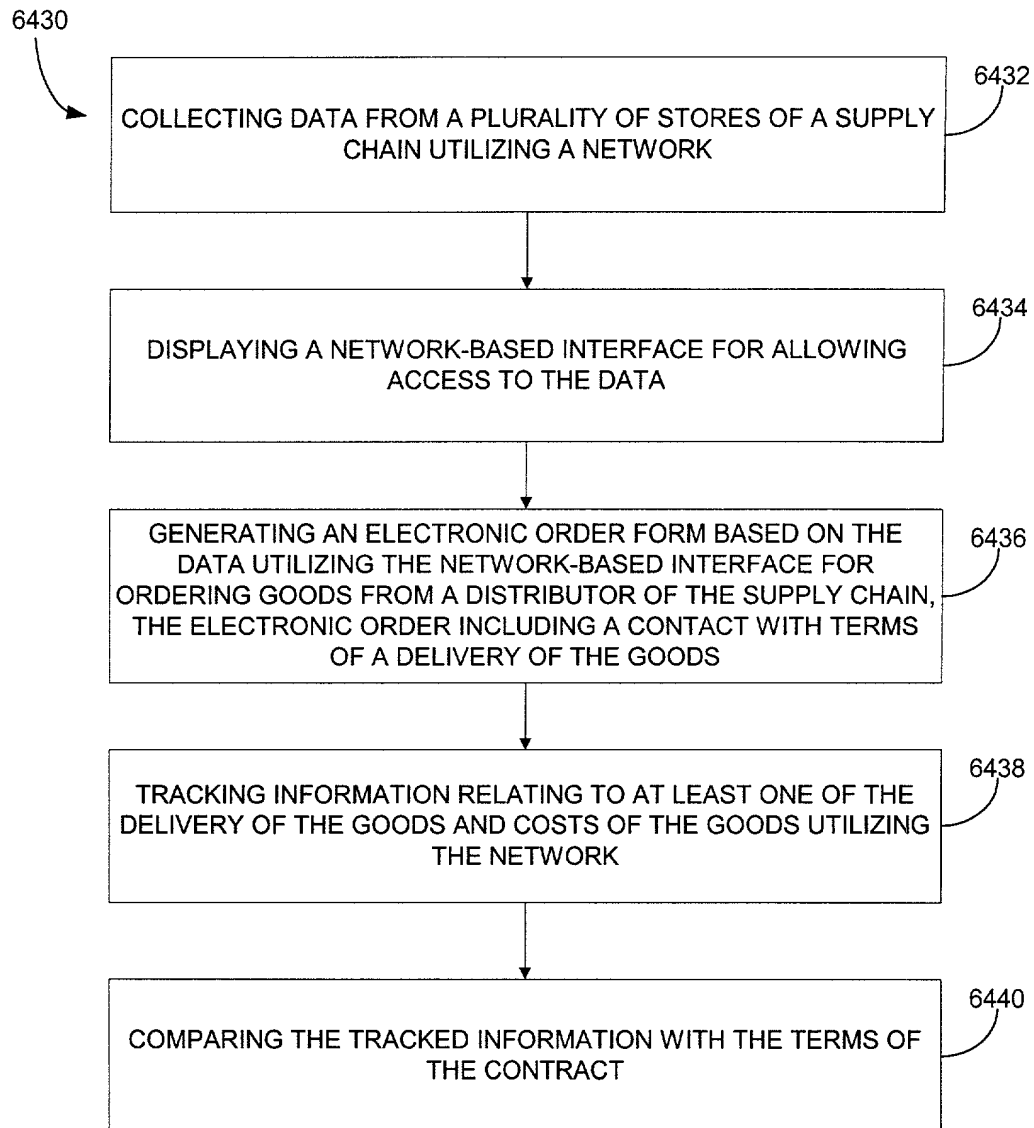 6430
6432
COLLECTING DATA FROM A PLURALITY OF STORES OF A SUPPLY
CHAIN UTILIZING A NETWORK
6434
DISPLAYING A NETWORK-BASED INTERFACE FOR ALLOWING
ACCESS TO THE DATA
6436
GENERATING AN ELECTRONIC ORDER FORM BASED ON THE
DATA UTILIZING THE NETWORK-BASED INTERFACE FOR
ORDERING GOODS FROM A DISTRIBUTOR OF THE SUPPLY CHAIN,
THE ELECTRONIC ORDER INCLUDING A CONTACT WITH TERMS
OF A DELIVERY OF THE GOODS
6438
TRACKING INFORMATION RELATING TO AT LEAST ONE OF THE
DELIVERY OF THE GOODS AND COSTS OF THE GOODS UTILIZING
THE NETWORK
6440
COMPARING THE TRACKED INFORMATION WITH THE TERMS OF
THE CONTRACT